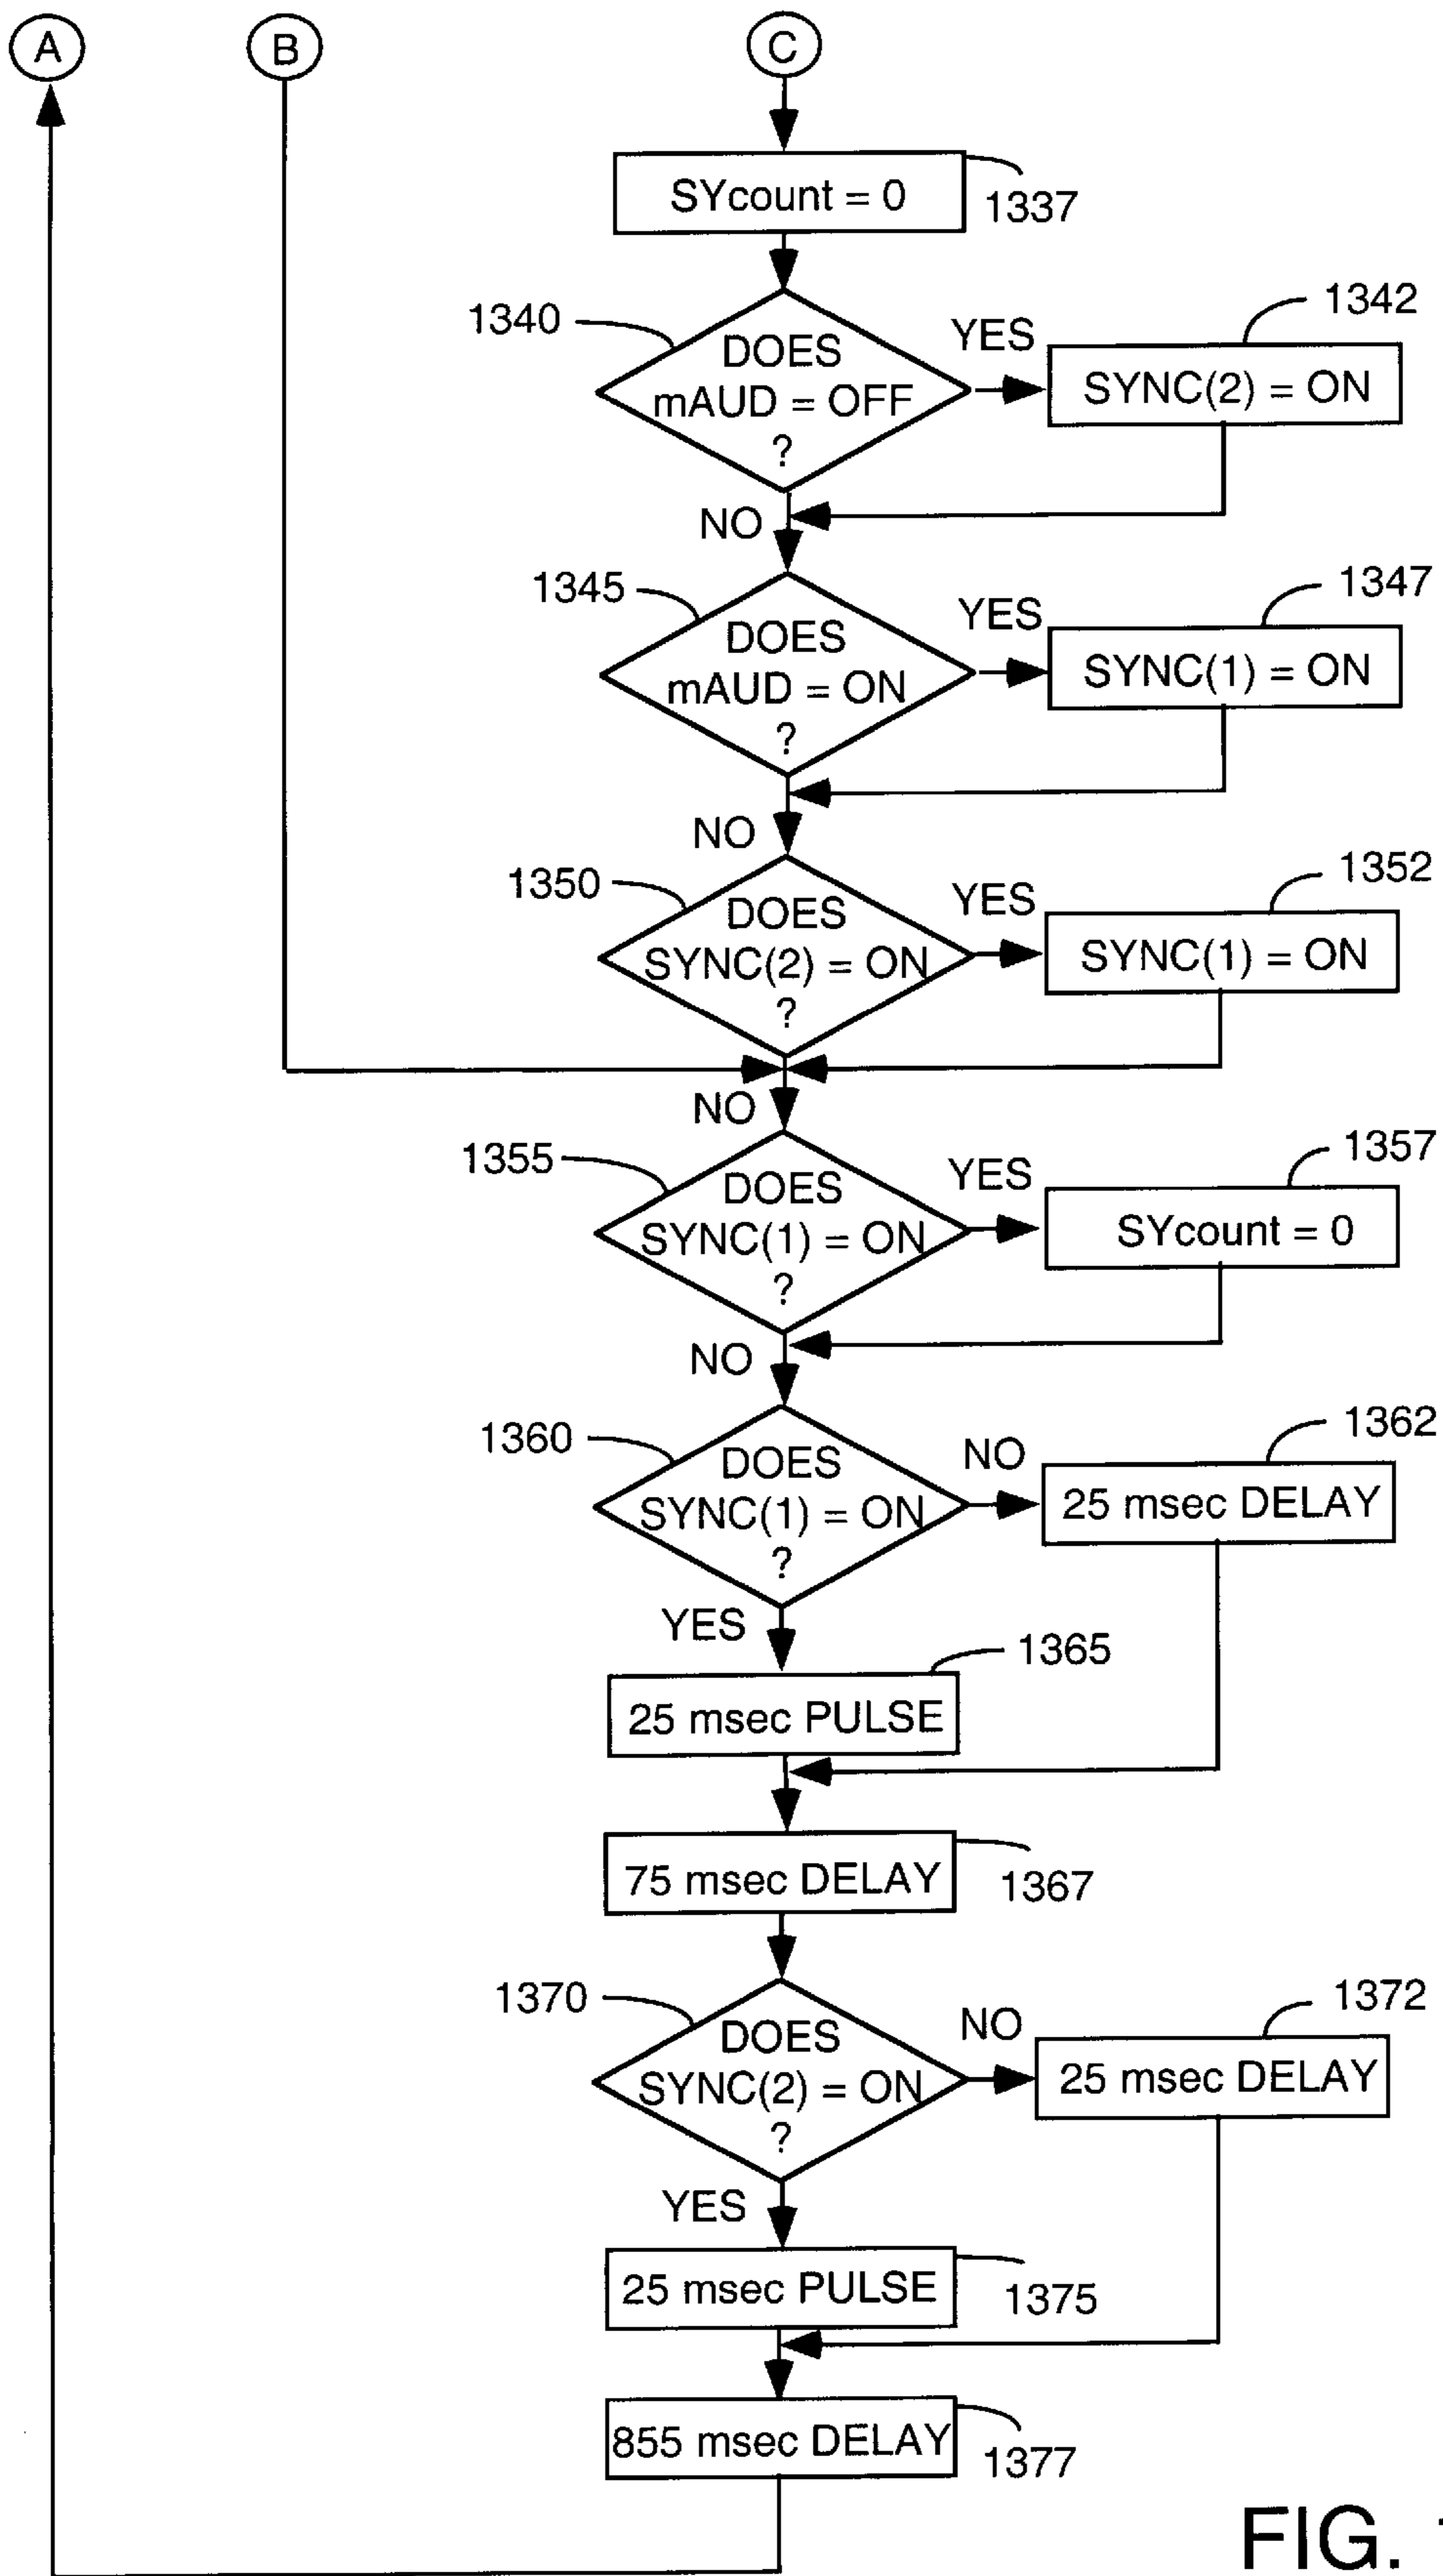 A
B
C
SYcount = 0
1337
1340
DOES
mAUD = OFF
?
YES
1342
SYNC(2) = ON
NO
1345
DOES
mAUD = ON
?
YES
1347
SYNC(1) = ON
NO
1350
DOES
SYNC(2) = ON
?
YES
1352
SYNC(1) = ON
NO
1355
DOES
SYNC(1) = ON
?
YES
1357
SYcount = 0
NO
1360
DOES
SYNC(1) = ON
?
NO
1362
25 msec DELAY
YES
1365
25 msec PULSE
75 msec DELAY
1367
1370
DOES
SYNC(2) = ON
?
NO
1372
25 msec DELAY
YES
25 msec PULSE
1375
855 msec DELAY
1377
FIG.